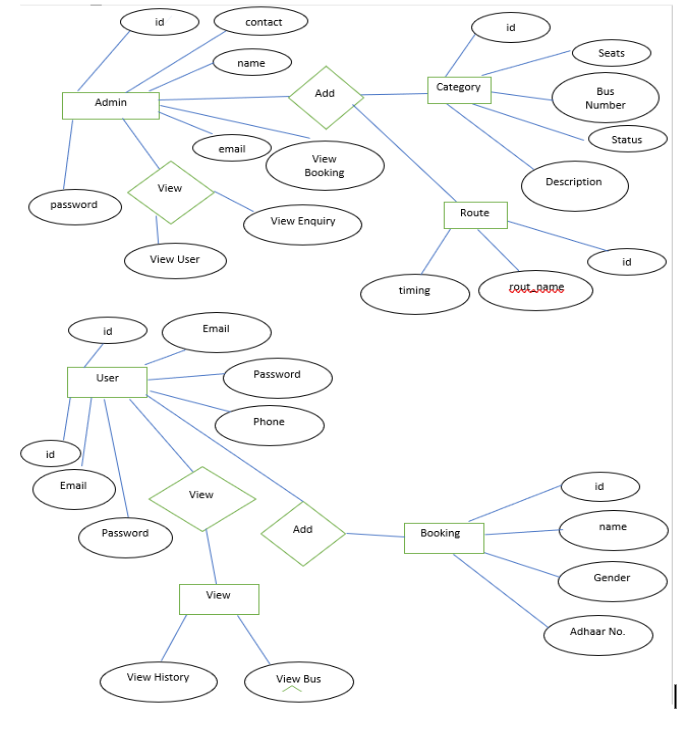 id
contact
id
name
Seats
Category
Add
Admin
Bus
Number
Status
email
View
Booking
View
Description
password
View Enquiry
Route
View User
id
timing
rout_name
id
Email
User
Password
Phone
id
Email
View
id
Password
Add
Booking
name
Gender
View
Adhaar No.
View History
View Bus